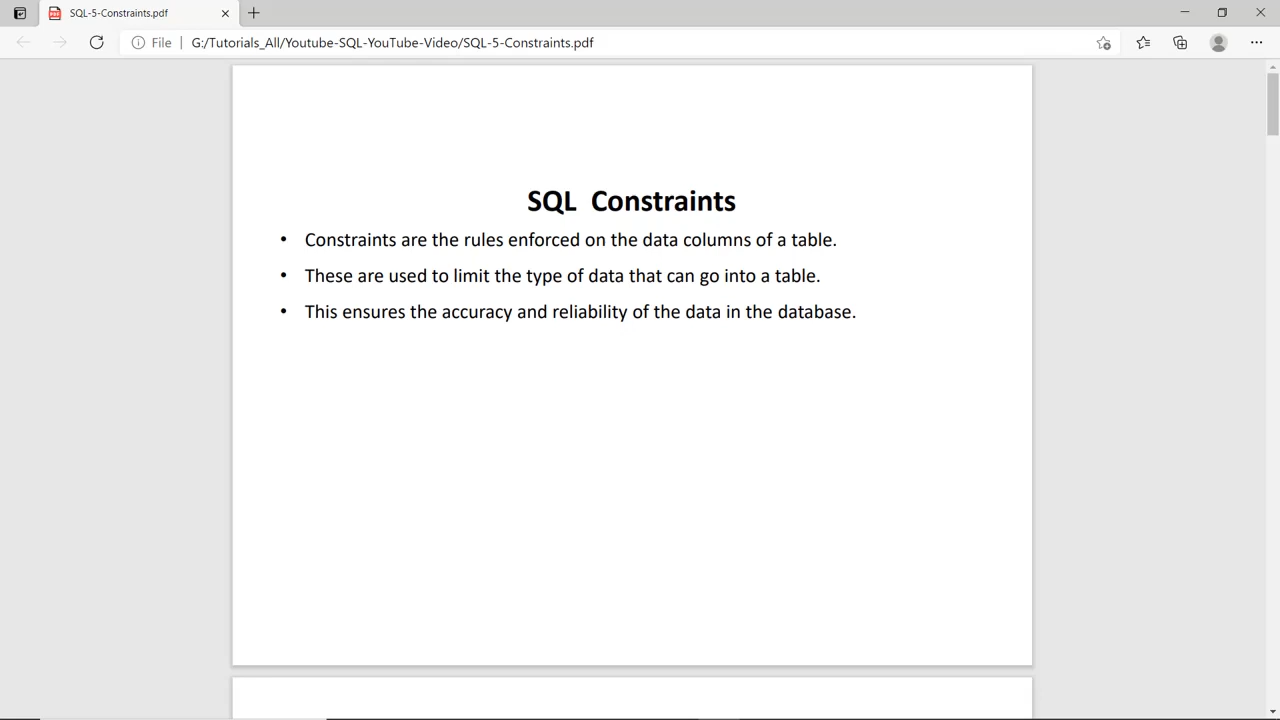 SQL-5-Constraints.pdf
File
G:/Tutorials_All/Youtube-SQL-YouTube-Video/SQL-5-Constraints.pdf
SQL Constraints
• Constraints are the rules enforced on the data columns of a table.
• These are used to limit the type of data that can go into a table.
• This ensures the accuracy and reliability of the data in the database.